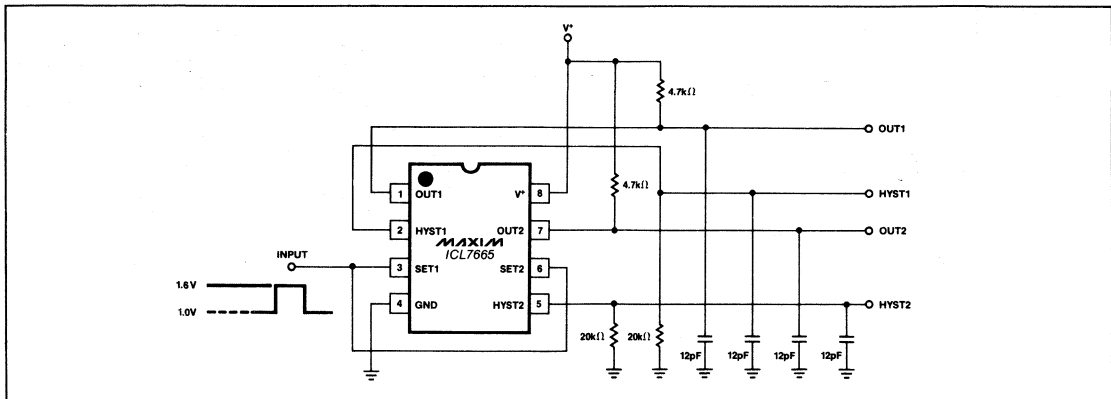 V⁺
4.7kΩ
OUT1
HYST1
4.7kΩ
OUT2
1 OUT1 V⁺ 8
2 HYST1 OUT2 7
MAXIM
ICL7665
INPUT
3 SET1 SET2 6
1.6V
1.0V
4 GND HYST2 5
HYST2
20kΩ 20kΩ 12pF 12pF 12pF 12pF